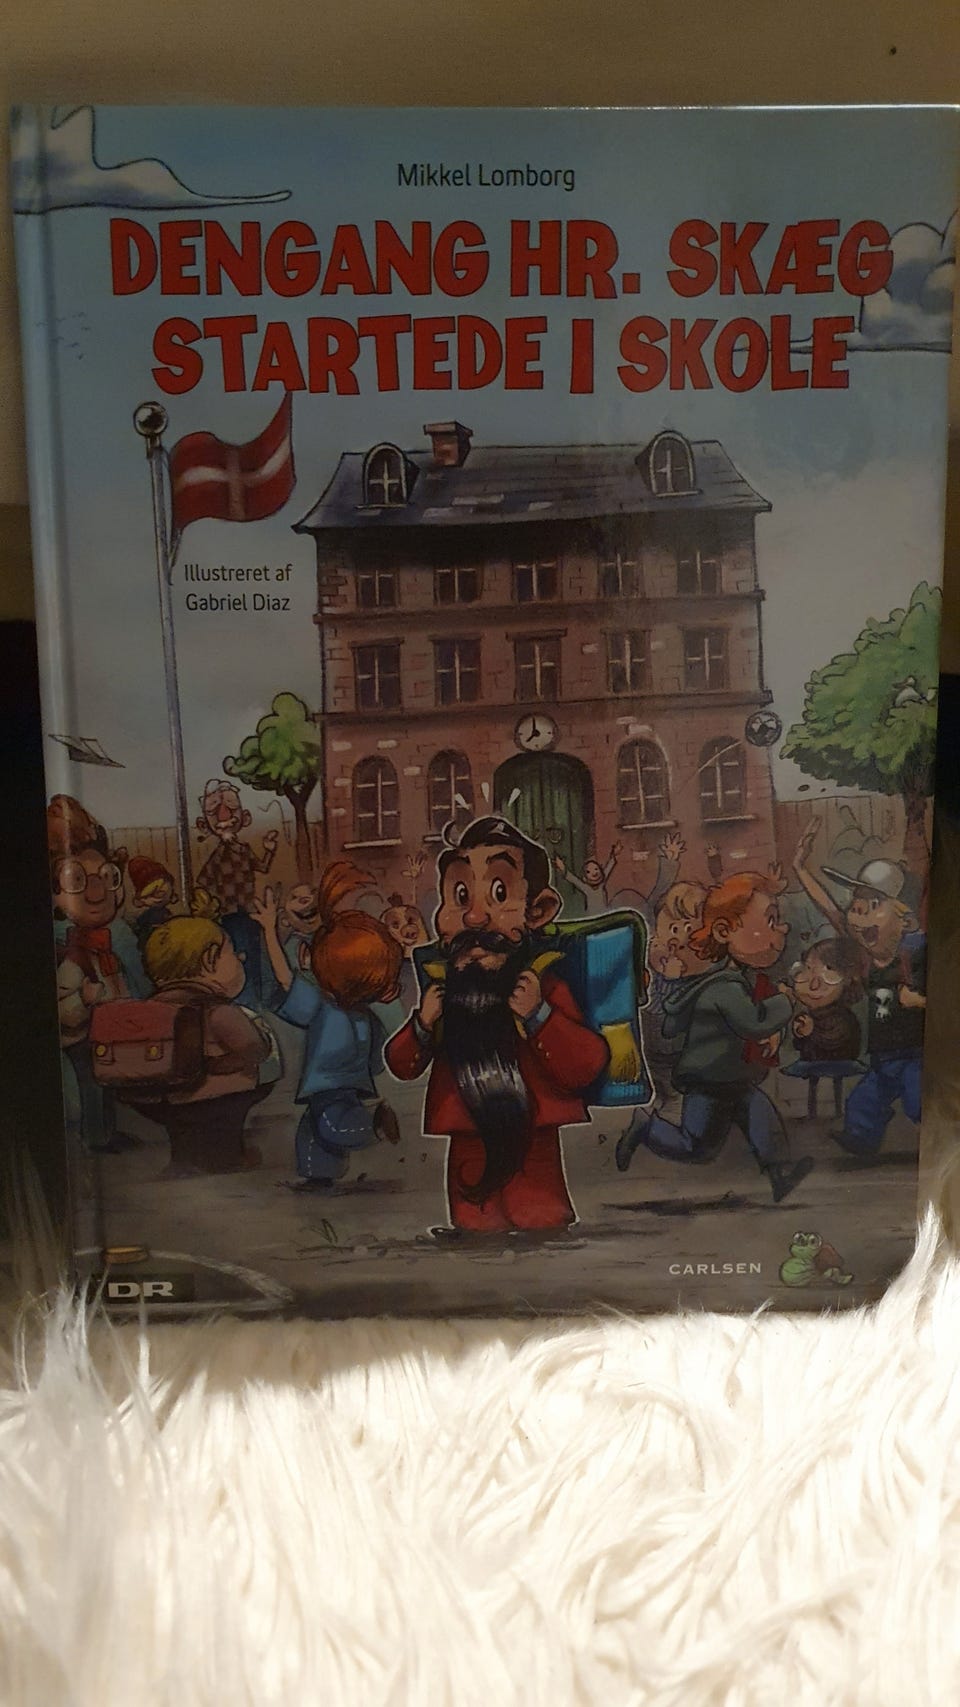 Mikkel Lomborg
DENGANG HR. SKÆG
STARTEDE I SKOLE
Illustreret af
Gabriel Diaz
CARLSEN
DR